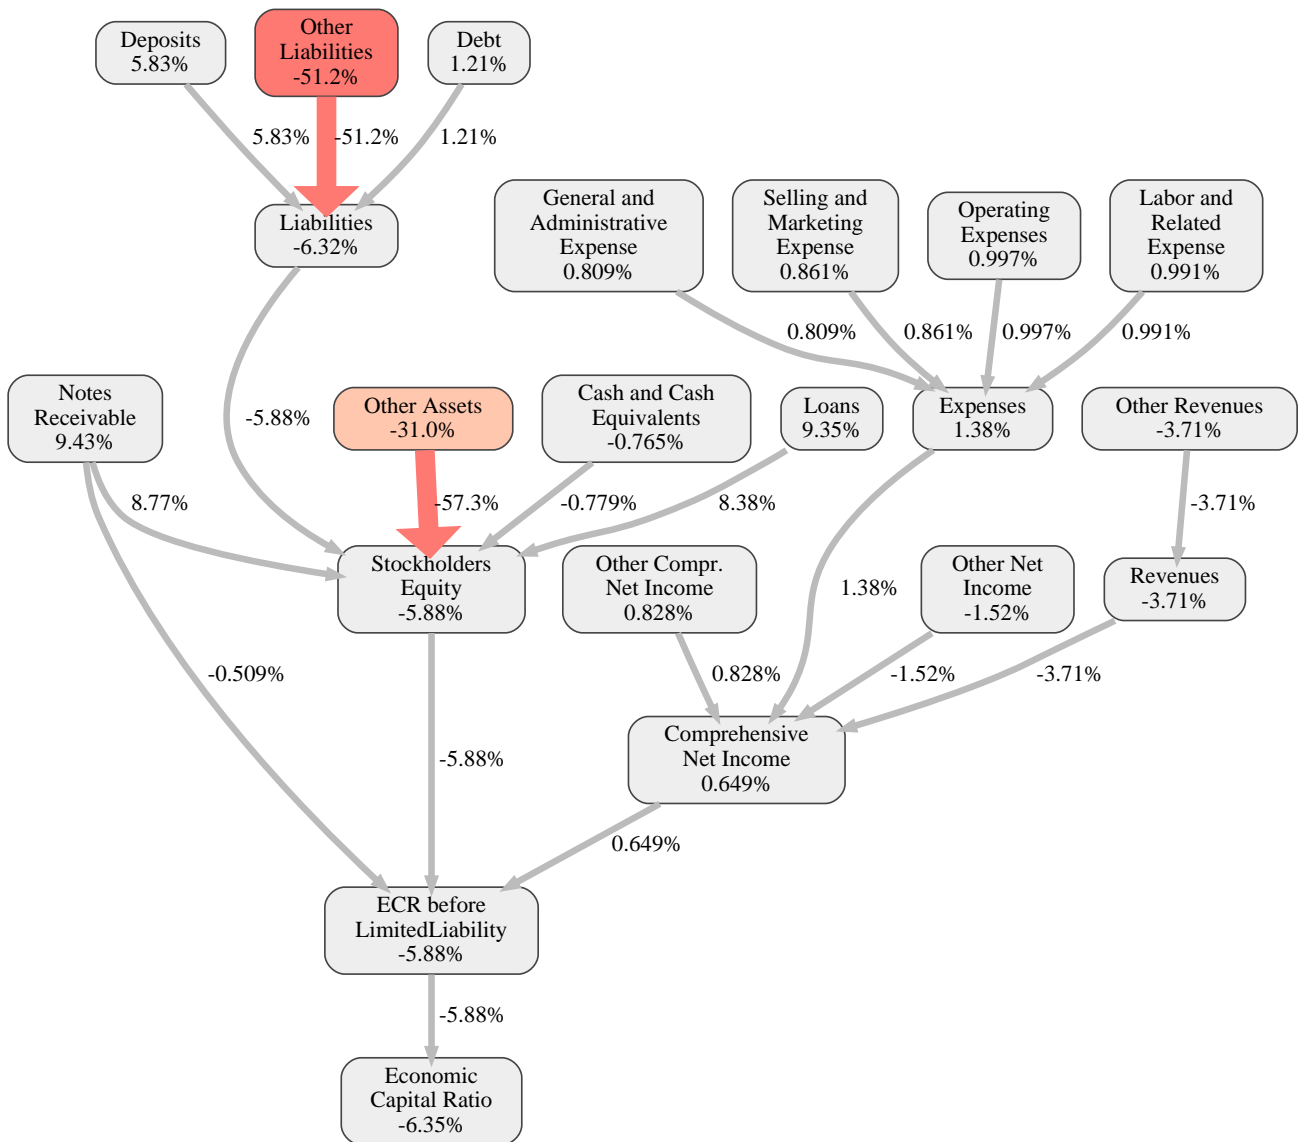 Deposits
5.83%
Other
Liabilities
-51.2%
Debt
1.21%
5.83%
-51.2%
1.21%
Liabilities
-6.32%
General and
Administrative
Expense
0.809%
Selling and
Marketing
Expense
0.861%
Operating
Expenses
0.997%
Labor and
Related
Expense
0.991%
0.809%
0.861%
0.997%
0.991%
Notes
Receivable
9.43%
-5.88%
Other Assets
-31.0%
Cash and Cash
Equivalents
-0.765%
Loans
9.35%
Expenses
1.38%
Other Revenues
-3.71%
8.77%
-57.3%
-0.779%
8.38%
-3.71%
Stockholders
Equity
-5.88%
Other Compr.
Net Income
0.828%
1.38%
Other Net
Income
-1.52%
Revenues
-3.71%
-0.509%
0.828%
-1.52%
-3.71%
-5.88%
Comprehensive
Net Income
0.649%
0.649%
ECR before
LimitedLiability
-5.88%
-5.88%
Economic
Capital Ratio
-6.35%